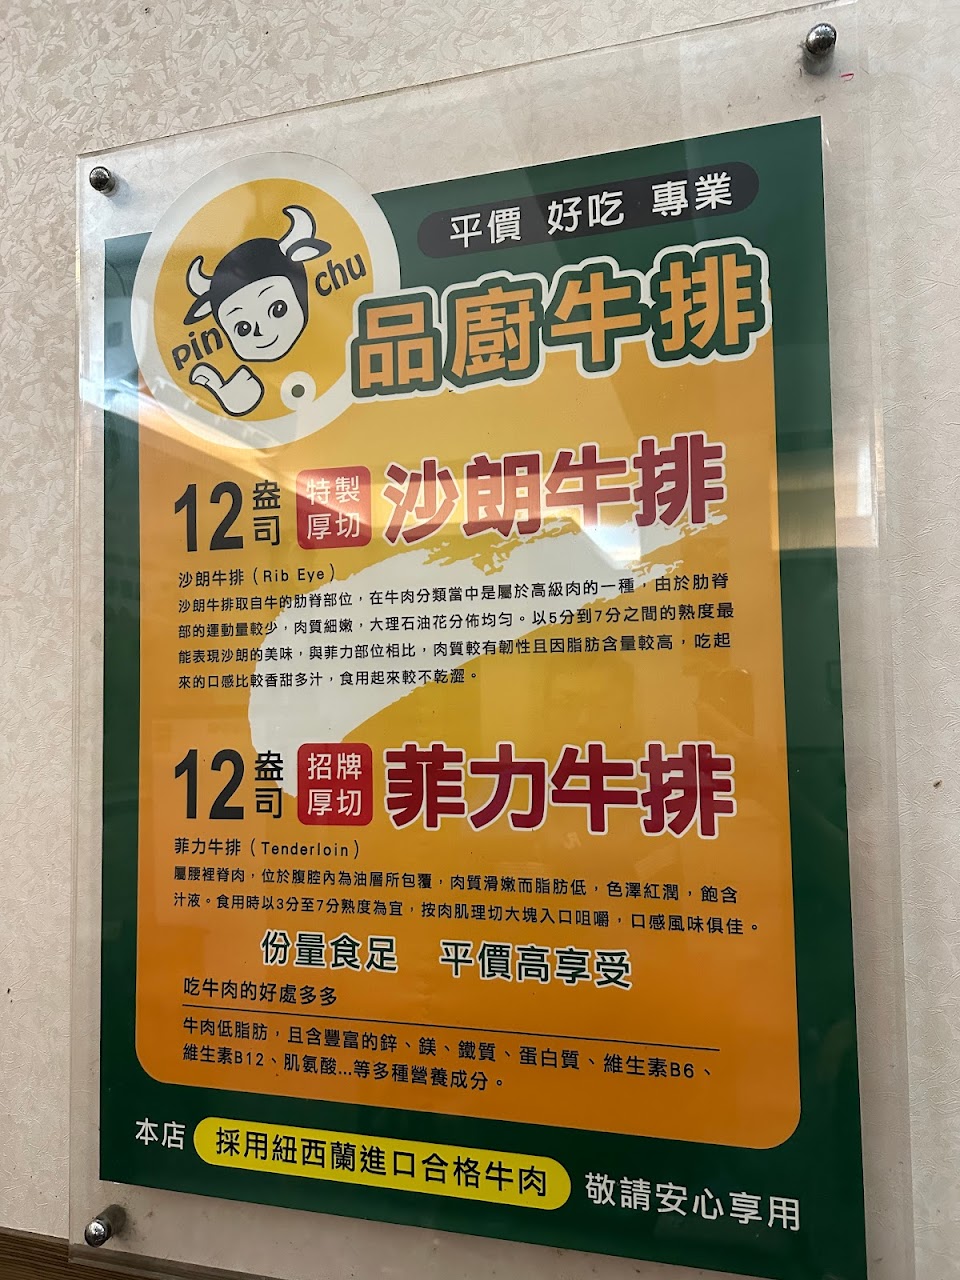 平價 好吃 專業
pin chu
品廚牛排
12盎司 特製厚切 沙朗牛排
沙朗牛排（Rib Eye）
沙朗牛排取自牛的肋脊部位，在牛肉分類當中是屬於高級肉的一種，由於肋脊
部的運動量較少，肉質細嫩，大理石油花分佈均勻。以5分到7分之間的熟度最
能表現沙朗的美味，與菲力部位相比，肉質較有韌性且因脂肪含量較高，吃起
來的口感比較香甜多汁，食用起來較不乾澀。
12盎司 招牌厚切 菲力牛排
菲力牛排（Tenderloin）
屬腰裡脊肉，位於腹腔內為油層所包覆，肉質滑嫩而脂肪低，色澤紅潤，飽含
汁液。食用時以3分至7分熟度為宜，按肉肌理切大塊入口咀嚼，口感風味俱佳。
份量食足 平價高享受
吃牛肉的好處多多
牛肉低脂肪，且含豐富的鋅、鎂、鐵質、蛋白質、維生素B6、
維生素B12、肌氨酸...等多種營養成分。
本店 採用紐西蘭進口合格牛肉 敬請安心享用